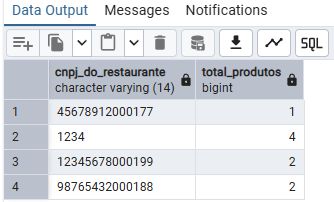 Data Output Messages Notifications
SQL
cnpj_do_restaurante total_produtos
character varying (14) bigint
1 45678912000177 1
2 1234 4
3 12345678000199 2
4 98765432000188 2